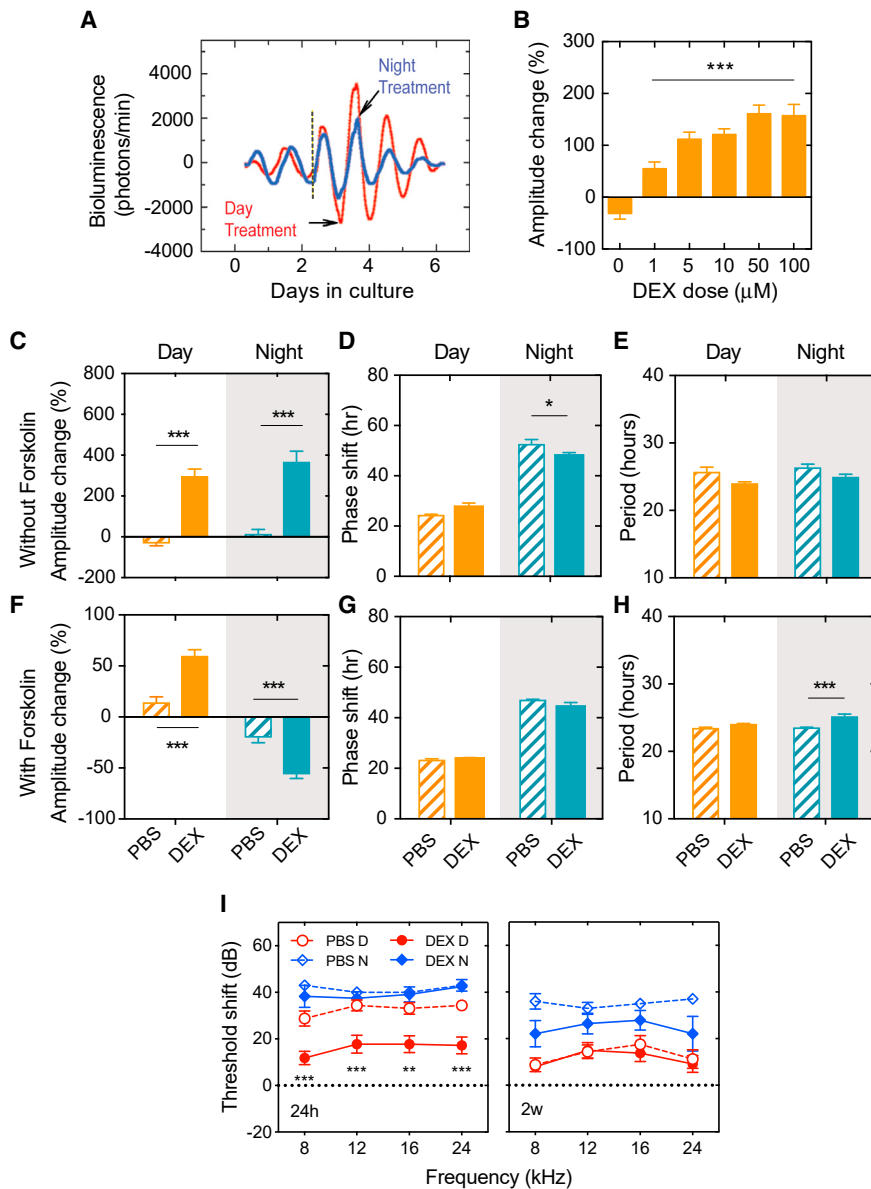 A
Bioluminescence
(photons/min)
4000
2000
0
-2000
-4000
Night
Treatment
Day
Treatment
0 2 4 6
Days in culture
B
Amplitude change (%)
300
200
100
0
-100
***
0 1 5 10 50 100
DEX dose (μM)
C
Day Night
Without Forskolin
Amplitude change (%)
800
600
400
200
0
-200
***
***
D
Day Night
Phase shift (hr)
80
60
40
20
0
*
E
Day Night
Period (hours)
40
30
20
10
F
With Forskolin
Amplitude change (%)
100
50
0
-50
-100
***
***
PBS DEX PBS DEX
G
Phase shift (hr)
80
60
40
20
0
PBS DEX PBS DEX
H
Period (hours)
40
30
20
10
***
PBS DEX PBS DEX
I
Threshold shift (dB)
60
40
20
0
-20
PBS D DEX D
PBS N DEX N
*** *** ** ***
24h
8 12 16 24
2w
8 12 16 24
Frequency (kHz)